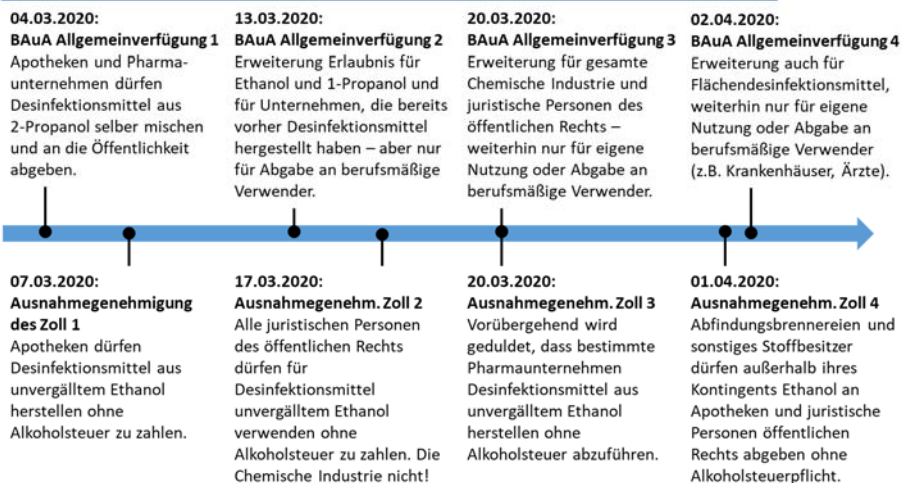 04.03.2020:
BAuA Allgemeinverfügung 1
Apotheken und Pharma-
unternehmen dürfen
Desinfektionsmittel aus
2-Propanol selber mischen
und an die Öffentlichkeit
abgeben.
13.03.2020:
BAuA Allgemeinverfügung 2
Erweiterung Erlaubnis für
Ethanol und 1-Propanol und
für Unternehmen, die bereits
vorher Desinfektionsmittel
hergestellt haben – aber nur
für Abgabe an berufsmäßige
Verwender.
20.03.2020:
BAuA Allgemeinverfügung 3
Erweiterung für gesamte
Chemische Industrie und
juristische Personen des
öffentlichen Rechts –
weiterhin nur für eigene
Nutzung oder Abgabe an
berufsmäßige Verwender.
02.04.2020:
BAuA Allgemeinverfügung 4
Erweiterung auch für
Flächendesinfektionsmittel,
weiterhin nur für eigene
Nutzung oder Abgabe an
berufsmäßige Verwender
(z.B. Krankenhäuser, Ärzte).
07.03.2020:
Ausnahmegenehmigung
des Zoll 1
Apotheken dürfen
Desinfektionsmittel aus
unvergälltem Ethanol
herstellen ohne
Alkoholsteuer zu zahlen.
17.03.2020:
Ausnahmegenehm. Zoll 2
Alle juristischen Personen
des öffentlichen Rechts
dürfen für
Desinfektionsmittel
unvergälltem Ethanol
verwenden ohne
Alkoholsteuer zu zahlen. Die
Chemische Industrie nicht!
20.03.2020:
Ausnahmegenehm. Zoll 3
Vorübergehend wird
geduldet, dass bestimmte
Pharmaunternehmen
Desinfektionsmittel aus
unvergälltem Ethanol
herstellen ohne
Alkoholsteuer abzuführen.
01.04.2020:
Ausnahmegenehm. Zoll 4
Abfindungsbrennereien und
sonstiges Stoffbesitzer
dürfen außerhalb ihres
Kontingents Ethanol an
Apotheken und juristische
Personen öffentlichen
Rechts abgeben ohne
Alkoholsteuerpflicht.